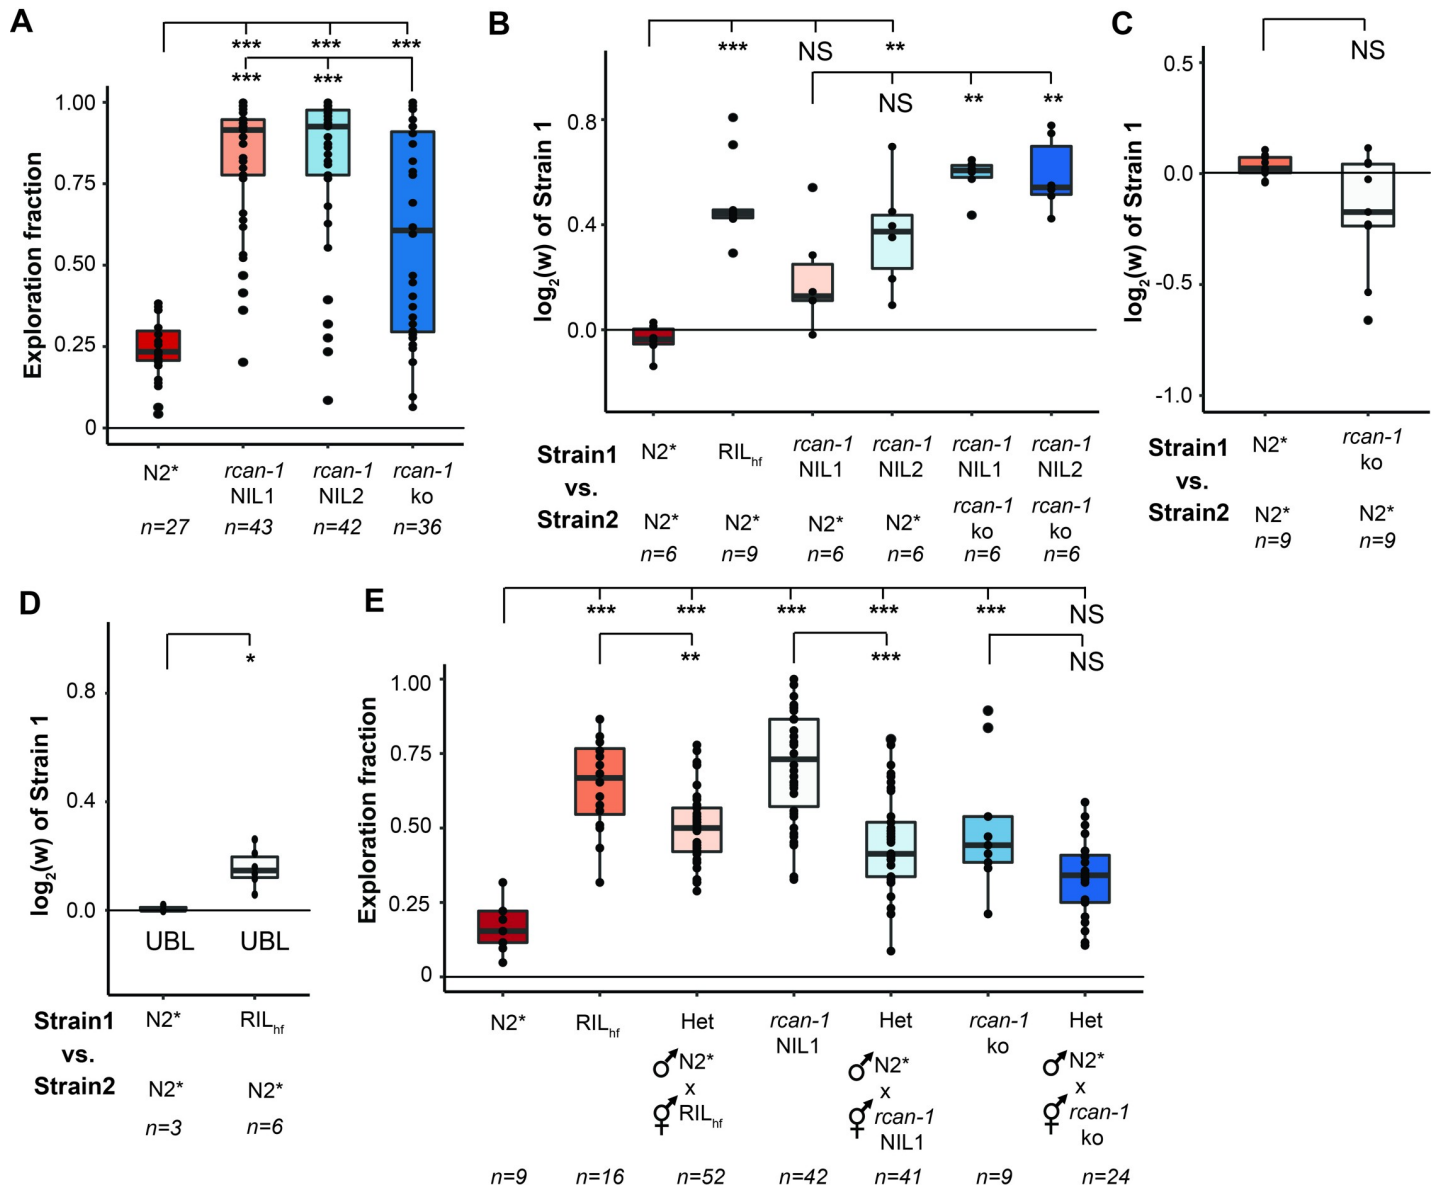 A
*** *** ***
*** ***
Exploration fraction
1.00
0.75
0.50
0.25
0
N2* rcan-1 NIL1 rcan-1 NIL2 rcan-1 ko
n=27 n=43 n=42 n=36
B
*** NS **
NS ** **
log2(w) of Strain 1
0.8
0.4
0.0
Strain1 N2* RILhf rcan-1 NIL1 rcan-1 NIL2 rcan-1 NIL1 rcan-1 NIL2
vs.
Strain2 N2* N2* N2* N2* rcan-1 ko rcan-1 ko
n=6 n=9 n=6 n=6 n=6 n=6
C
NS
log2(w) of Strain 1
0.5
0.0
-0.5
-1.0
Strain1 N2* rcan-1 ko
vs.
Strain2 N2* N2*
n=9 n=9
D
*
log2(w) of Strain 1
0.8
0.4
0.0
UBL UBL
Strain1 N2* RILhf
vs.
Strain2 N2* N2*
n=3 n=6
E
*** *** *** *** *** NS
** *** NS
Exploration fraction
1.00
0.75
0.50
0.25
0
N2* RILhf Het rcan-1 NIL1 Het rcan-1 ko Het
♂N2* ♂N2* ♂N2*
x x x
RILhf rcan-1 NIL1 rcan-1 ko
n=9 n=16 n=52 n=42 n=41 n=9 n=24